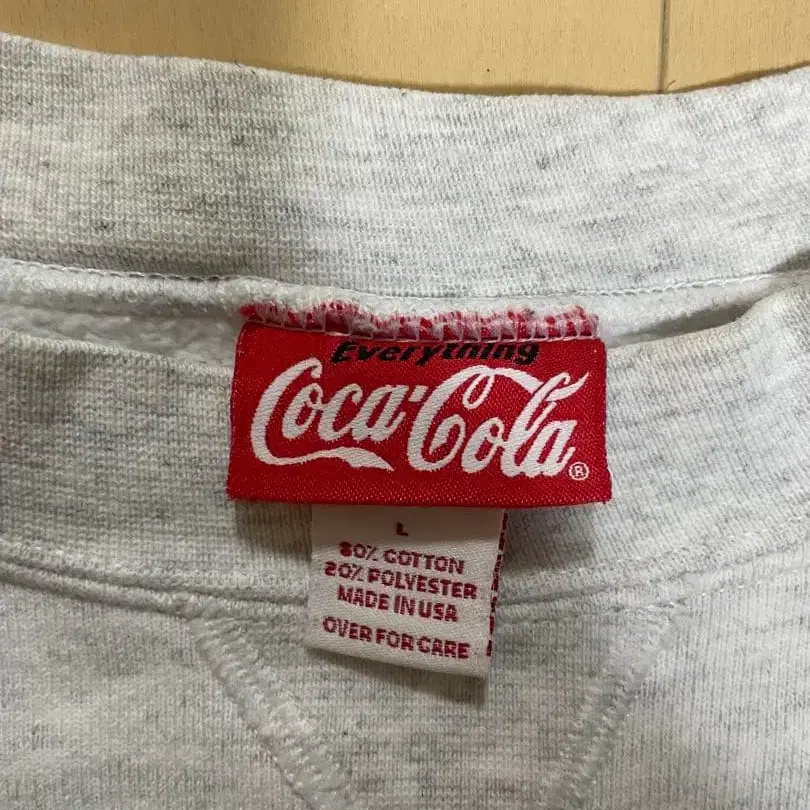 Everything
Coca-Cola®
L
80% COTTON
20% POLYESTER
MADE IN USA
OVER FOR CARE